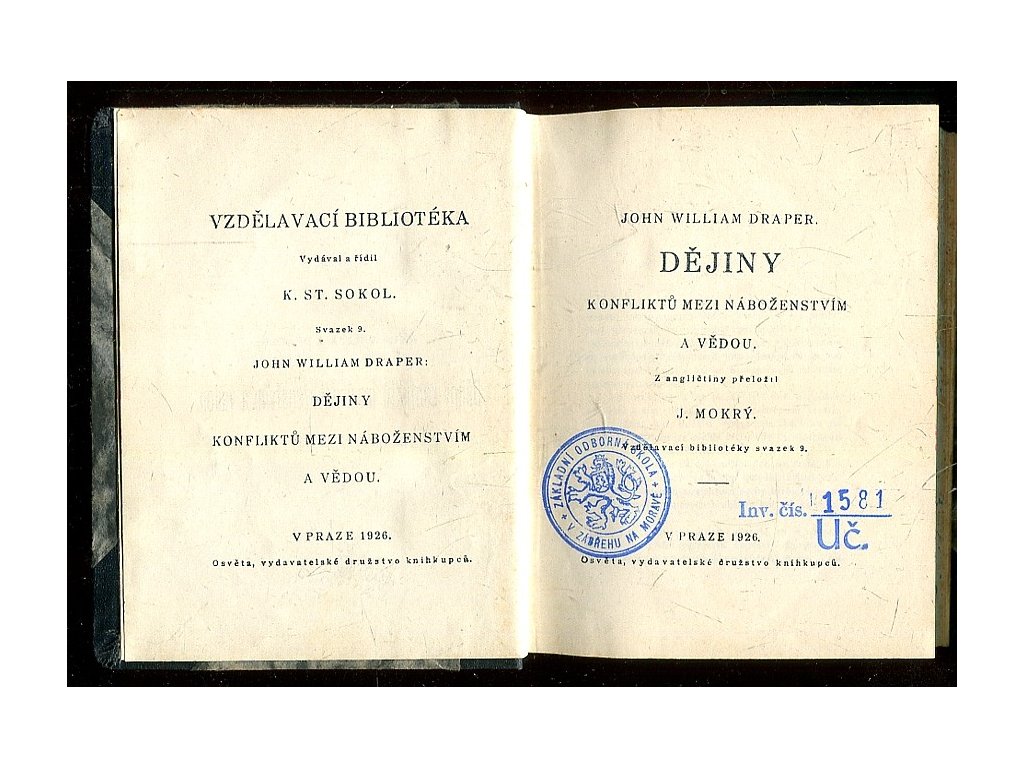 VZDĚLAVACÍ BIBLIOTÉKA
Vydával a řídil
K. ST. SOKOL.
Svazek 9.
JOHN WILLIAM DRAPER:
DĚJINY
KONFLIKTŮ MEZI NÁBOŽENSTVÍM
A VĚDOU.
V PRAZE 1926.
Osvěta, vydavatelské družstvo knihkupců.
JOHN WILLIAM DRAPER.
DĚJINY
KONFLIKTŮ MEZI NÁBOŽENSTVÍM
A VĚDOU.
Z angličtiny přeložil
J. MOKRÝ.
Vzdělavací bibliotéky svazek 9.
ZÁKLADNÍ ODBORNÁ ŠKOLA
V ZÁBŘEHU NA MORAVĚ
Inv. čís. 1581
Uč.
V PRAZE 1926.
Osvěta, vydavatelské družstvo knihkupců.